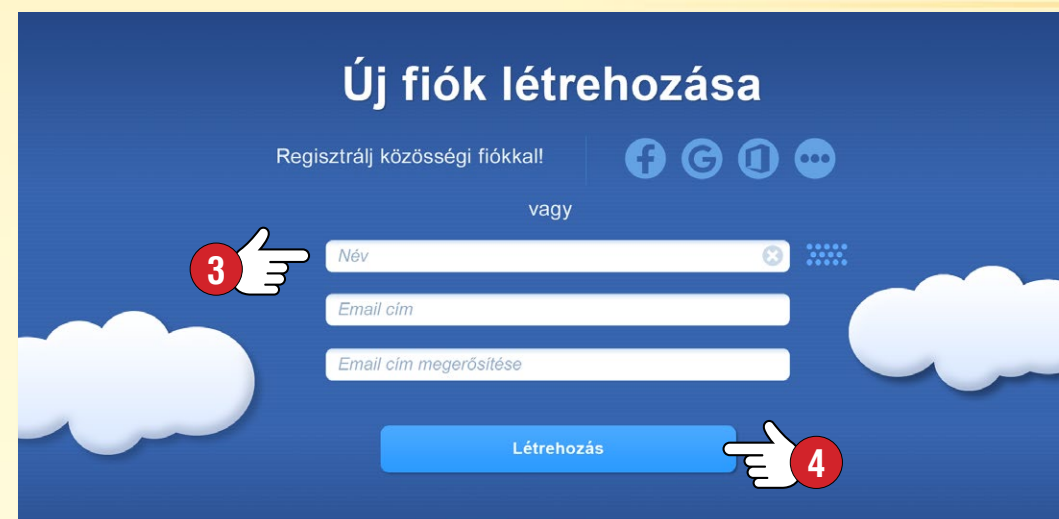 Új fiók létrehozása
Regisztrálj közösségi fiókkal!
vagy
3
Név
Email cím
Email cím megerősítése
Létrehozás
4